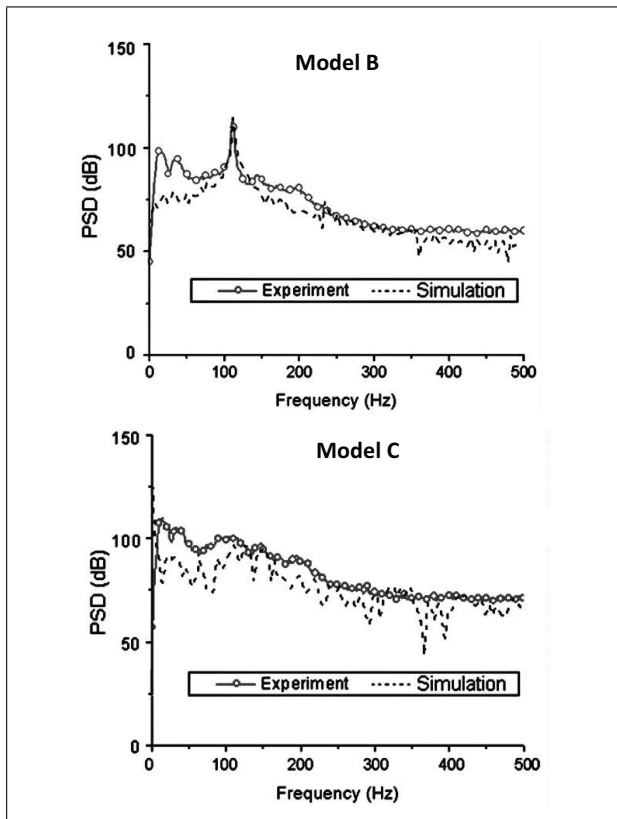 Model B
150
100
50
0
PSD (dB)
Experiment Simulation
0 100 200 300 400 500
Frequency (Hz)
Model C
150
100
50
0
PSD (dB)
Experiment Simulation
0 100 200 300 400 500
Frequency (Hz)